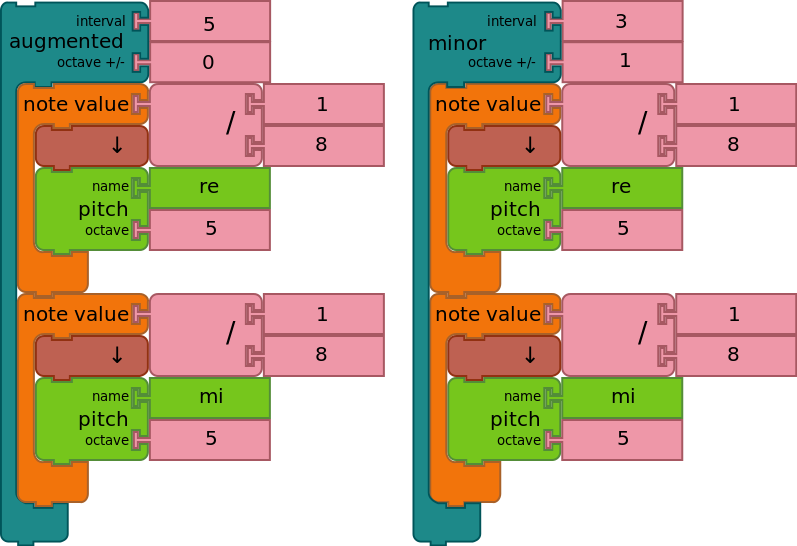 interval 5
augmented
octave +/- 0
note value / 1
↓ 8
name re
pitch
octave 5
note value / 1
↓ 8
name mi
pitch
octave 5
interval 3
minor
octave +/- 1
note value / 1
↓ 8
name re
pitch
octave 5
note value / 1
↓ 8
name mi
pitch
octave 5